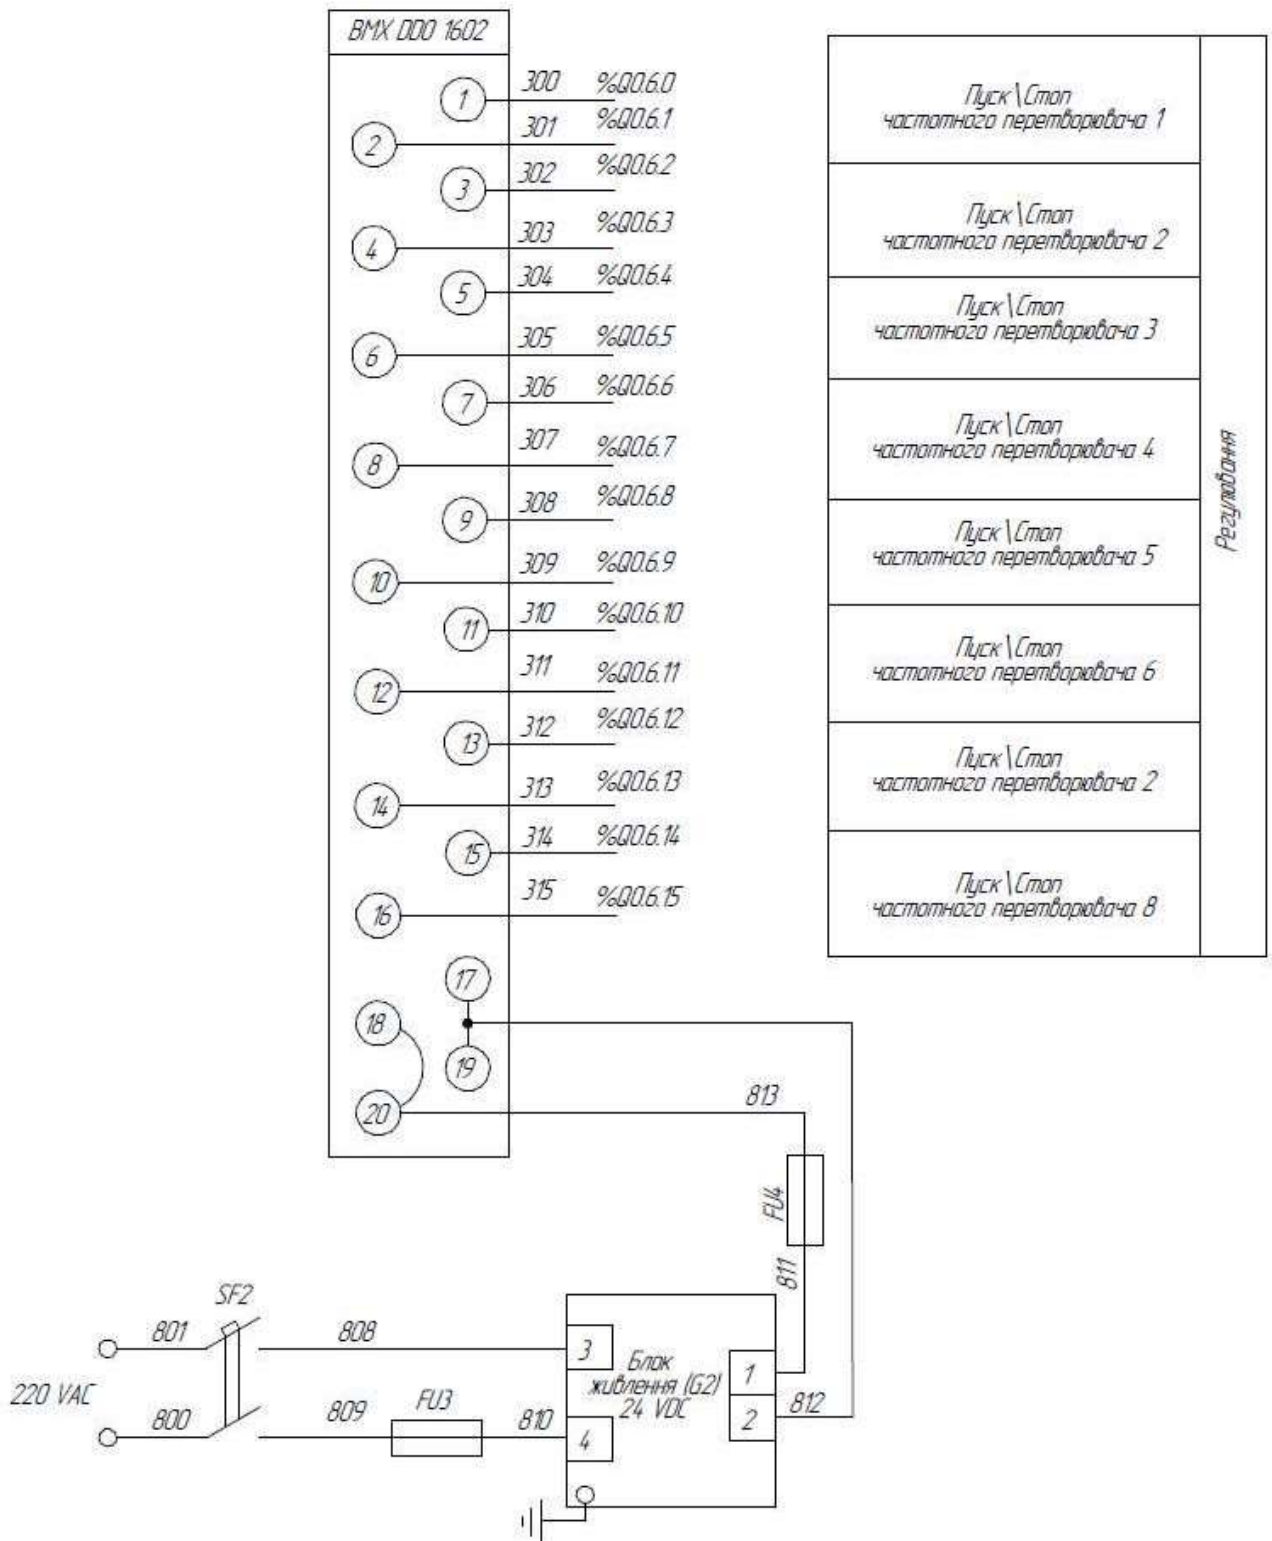 BMX DDO 1602
1
300
%Q0.6.0
2
301
%Q0.6.1
3
302
%Q0.6.2
4
303
%Q0.6.3
5
304
%Q0.6.4
6
305
%Q0.6.5
7
306
%Q0.6.6
8
307
%Q0.6.7
9
308
%Q0.6.8
10
309
%Q0.6.9
11
310
%Q0.6.10
12
311
%Q0.6.11
13
312
%Q0.6.12
14
313
%Q0.6.13
15
314
%Q0.6.14
16
315
%Q0.6.15
17
18
19
20
Пуск\Стоп
частотного перетворювача 1
Пуск\Стоп
частотного перетворювача 2
Пуск\Стоп
частотного перетворювача 3
Пуск\Стоп
частотного перетворювача 4
Пуск\Стоп
частотного перетворювача 5
Пуск\Стоп
частотного перетворювача 6
Пуск\Стоп
частотного перетворювача 2
Пуск\Стоп
частотного перетворювача 8
Регулювання
813
FU4
811
SF2
801
808
220 VAC
800
809
FU3
810
3
4
Блок
живлення (G2)
24 VDC
1
2
812